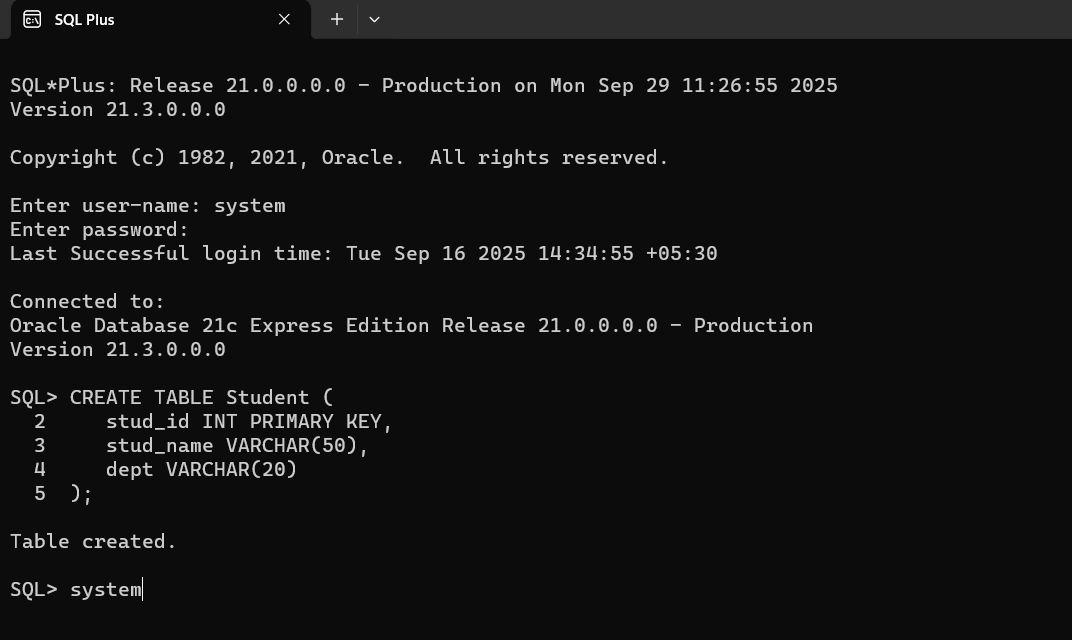 SQL Plus
SQL*Plus: Release 21.0.0.0.0 - Production on Mon Sep 29 11:26:55 2025
Version 21.3.0.0.0
Copyright (c) 1982, 2021, Oracle.  All rights reserved.
Enter user-name: system
Enter password:
Last Successful login time: Tue Sep 16 2025 14:34:55 +05:30
Connected to:
Oracle Database 21c Express Edition Release 21.0.0.0.0 - Production
Version 21.3.0.0.0
SQL> CREATE TABLE Student (
  2     stud_id INT PRIMARY KEY,
  3     stud_name VARCHAR(50),
  4     dept VARCHAR(20)
  5  );
Table created.
SQL> system